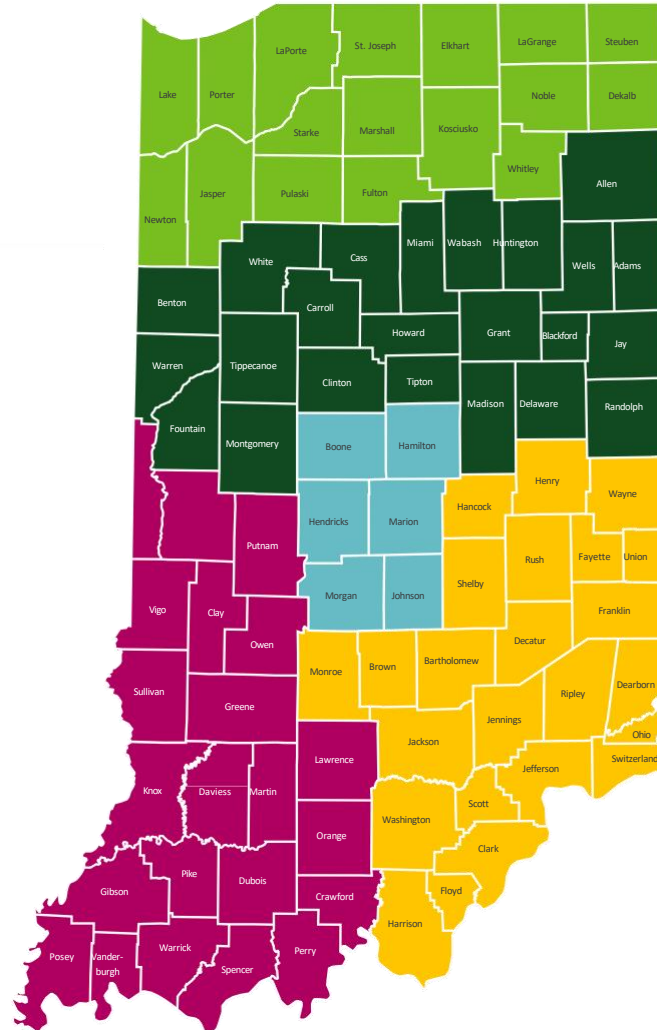 LaPorte
St. Joseph
Elkhart
LaGrange
Steuben
Lake
Porter
Noble
Dekalb
Starke
Marshall
Kosciusko
Whitley
Allen
Newton
Jasper
Pulaski
Fulton
White
Cass
Miami
Wabash
Huntington
Wells
Adams
Benton
Carroll
Howard
Grant
Blackford
Jay
Warren
Tippecanoe
Clinton
Tipton
Madison
Delaware
Randolph
Fountain
Montgomery
Boone
Hamilton
Henry
Wayne
Hendricks
Marion
Hancock
Putnam
Rush
Fayette
Union
Vigo
Clay
Morgan
Johnson
Shelby
Franklin
Owen
Monroe
Brown
Bartholomew
Decatur
Sullivan
Greene
Ripley
Dearborn
Jennings
Ohio
Lawrence
Jackson
Switzerland
Jefferson
Knox
Daviess
Martin
Scott
Washington
Orange
Clark
Gibson
Pike
Dubois
Crawford
Floyd
Harrison
Posey
Vander-
burgh
Warrick
Spencer
Perry